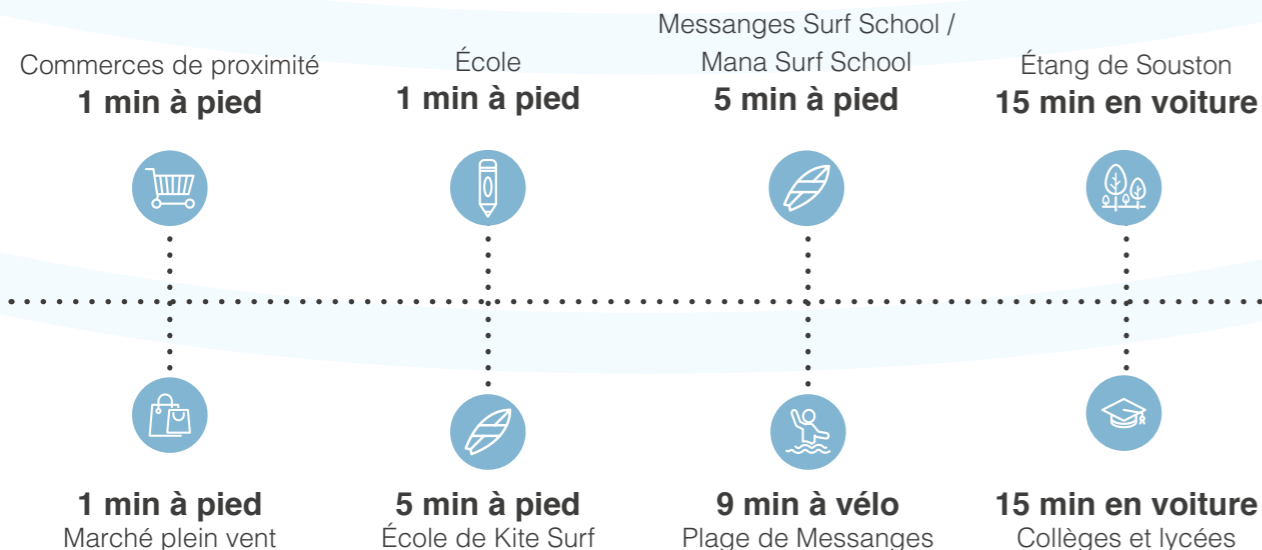 Commerces de proximité
1 min à pied
École
1 min à pied
Messanges Surf School /
Mana Surf School
5 min à pied
Étang de Souston
15 min en voiture
1 min à pied
Marché plein vent
5 min à pied
École de Kite Surf
9 min à vélo
Plage de Messanges
15 min en voiture
Collèges et lycées